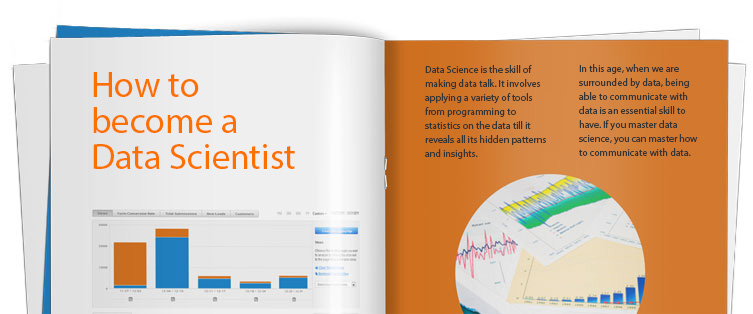 How to
become a
Data Scientist
Data Science is the skill of
making data talk. It involves
applying a variety of tools
from programming to
statistics on the data till it
reveals all its hidden patterns
and insights.
In this age, when we are
surrounded by data, being
able to communicate with
data is an essential skill to
have. If you master data
science, you can master how
to communicate with data.